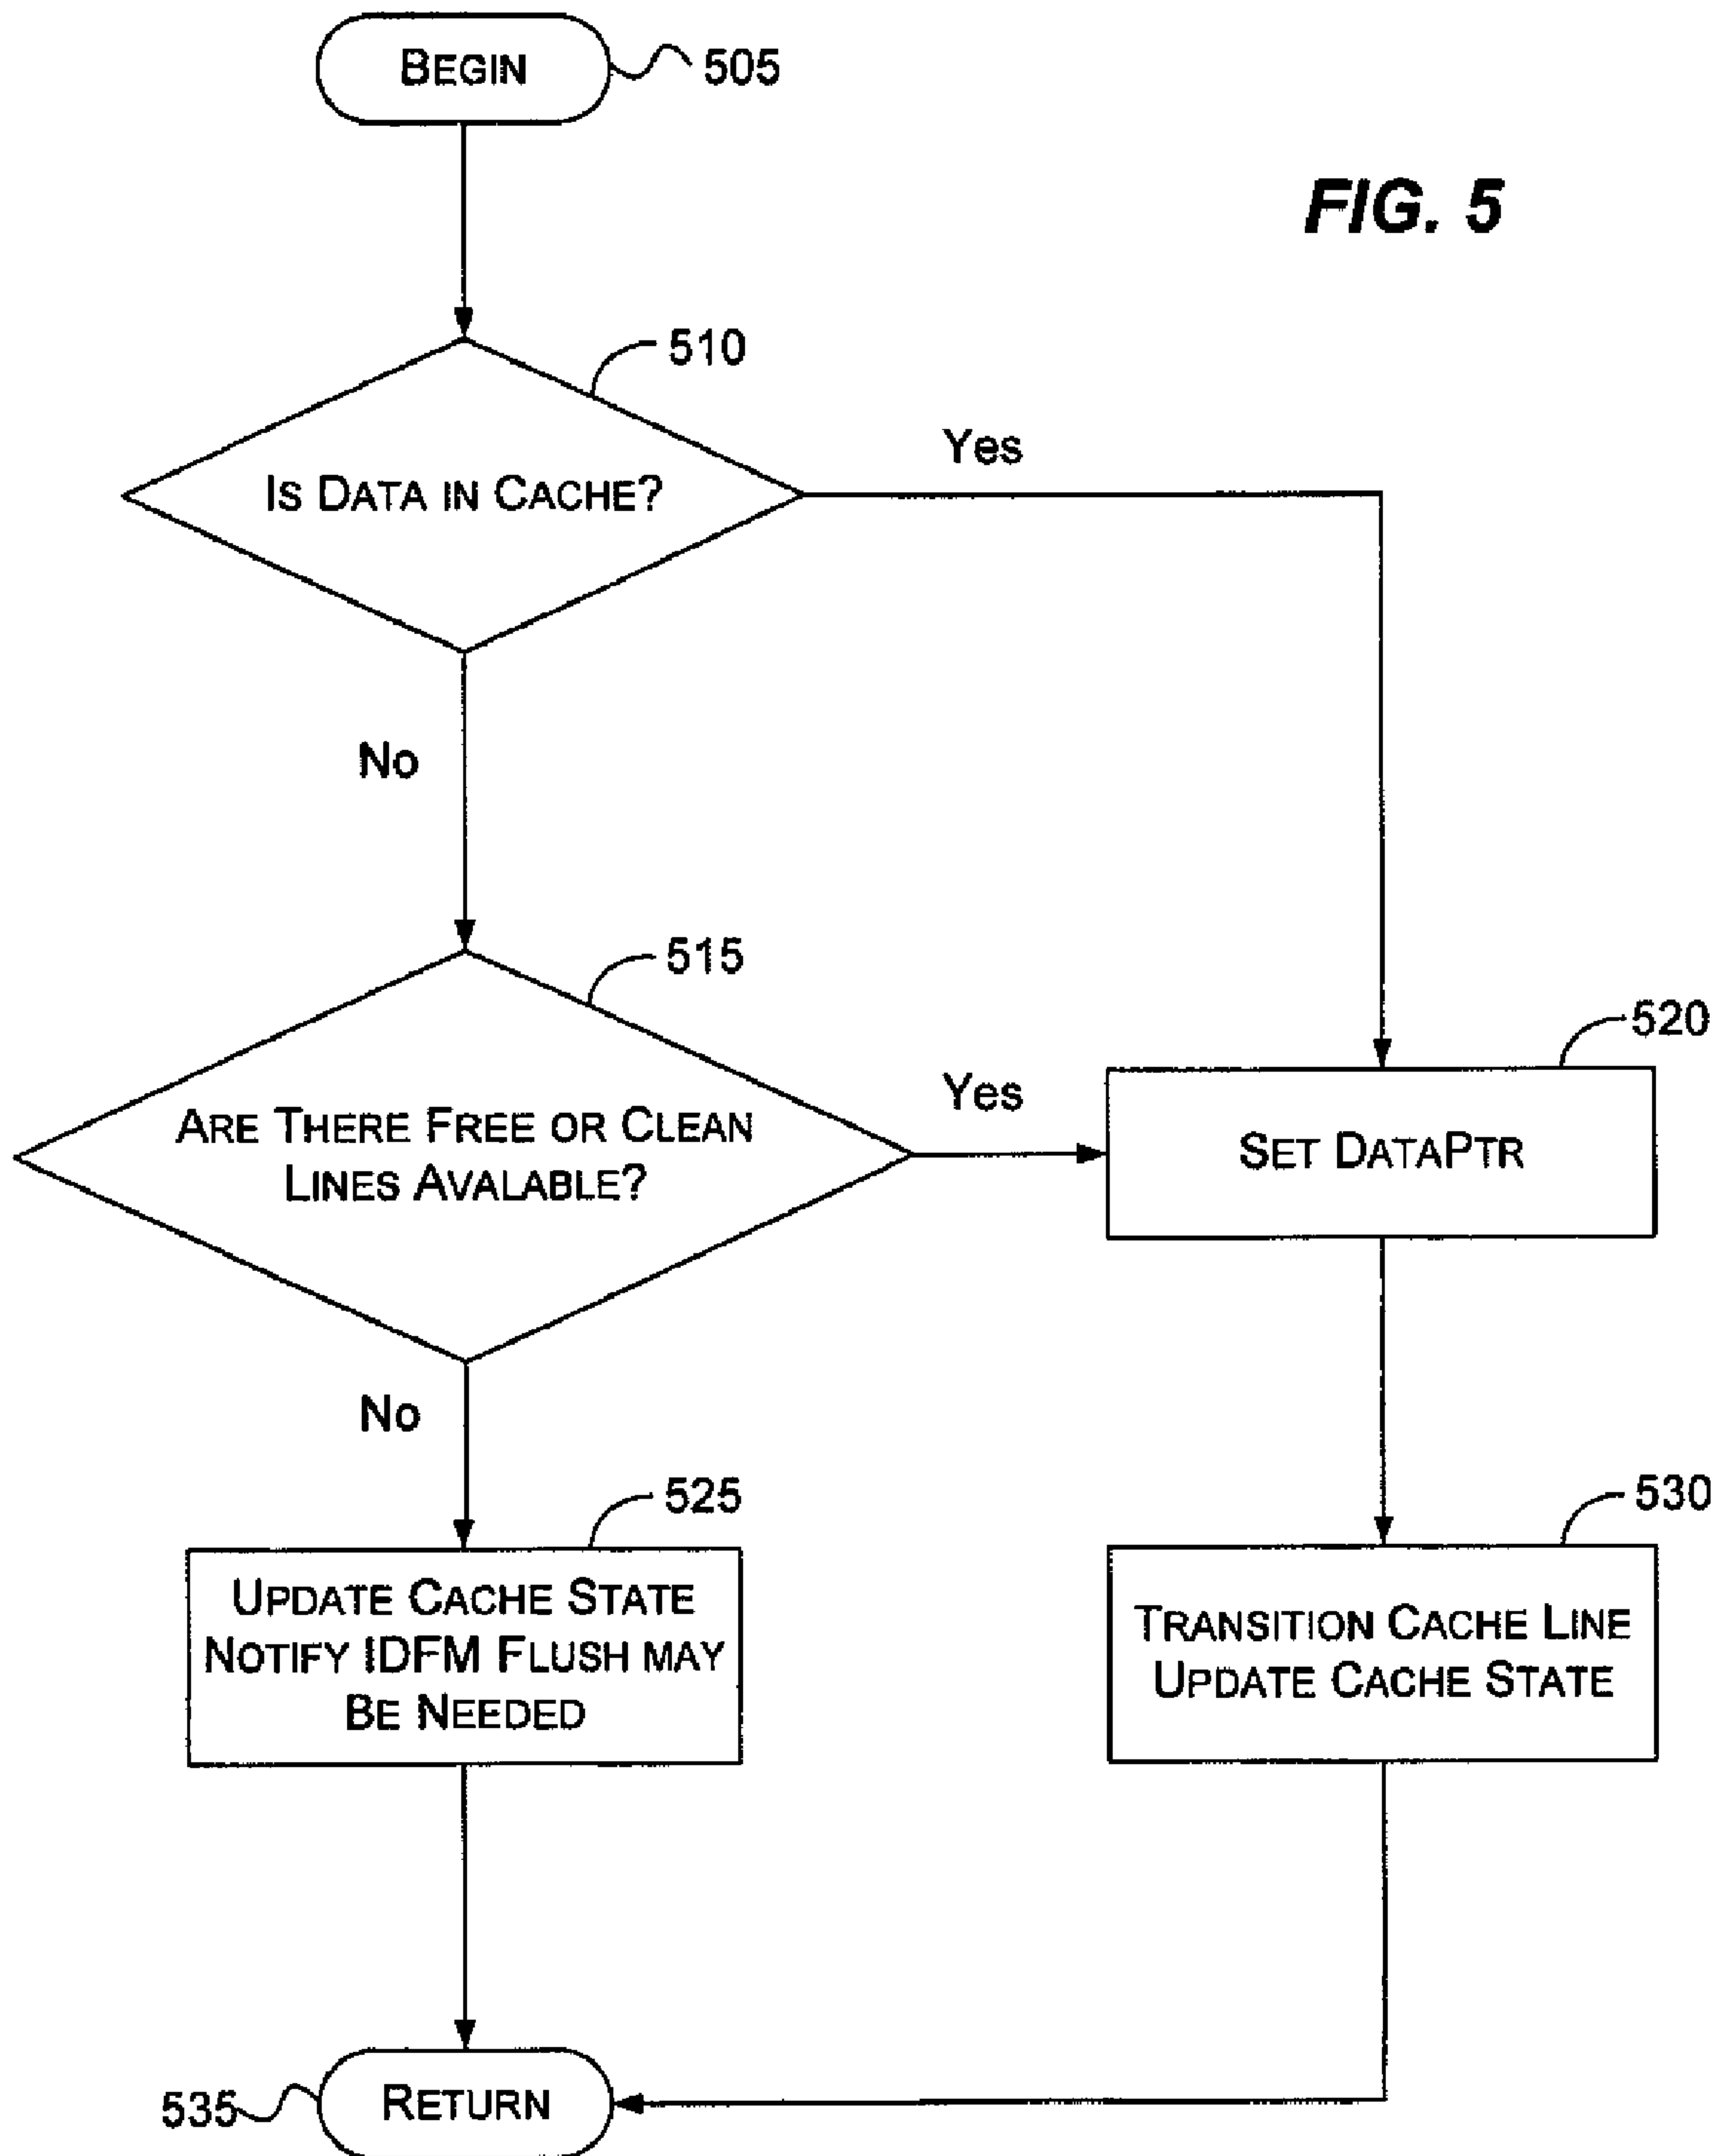 BEGIN
505
FIG. 5
510
IS DATA IN CACHE?
Yes
No
515
ARE THERE FREE OR CLEAN
LINES AVALABLE?
Yes
520
SET DATAPTR
No
525
UPDATE CACHE STATE
NOTIFY IDFM FLUSH MAY
BE NEEDED
530
TRANSITION CACHE LINE
UPDATE CACHE STATE
535
RETURN